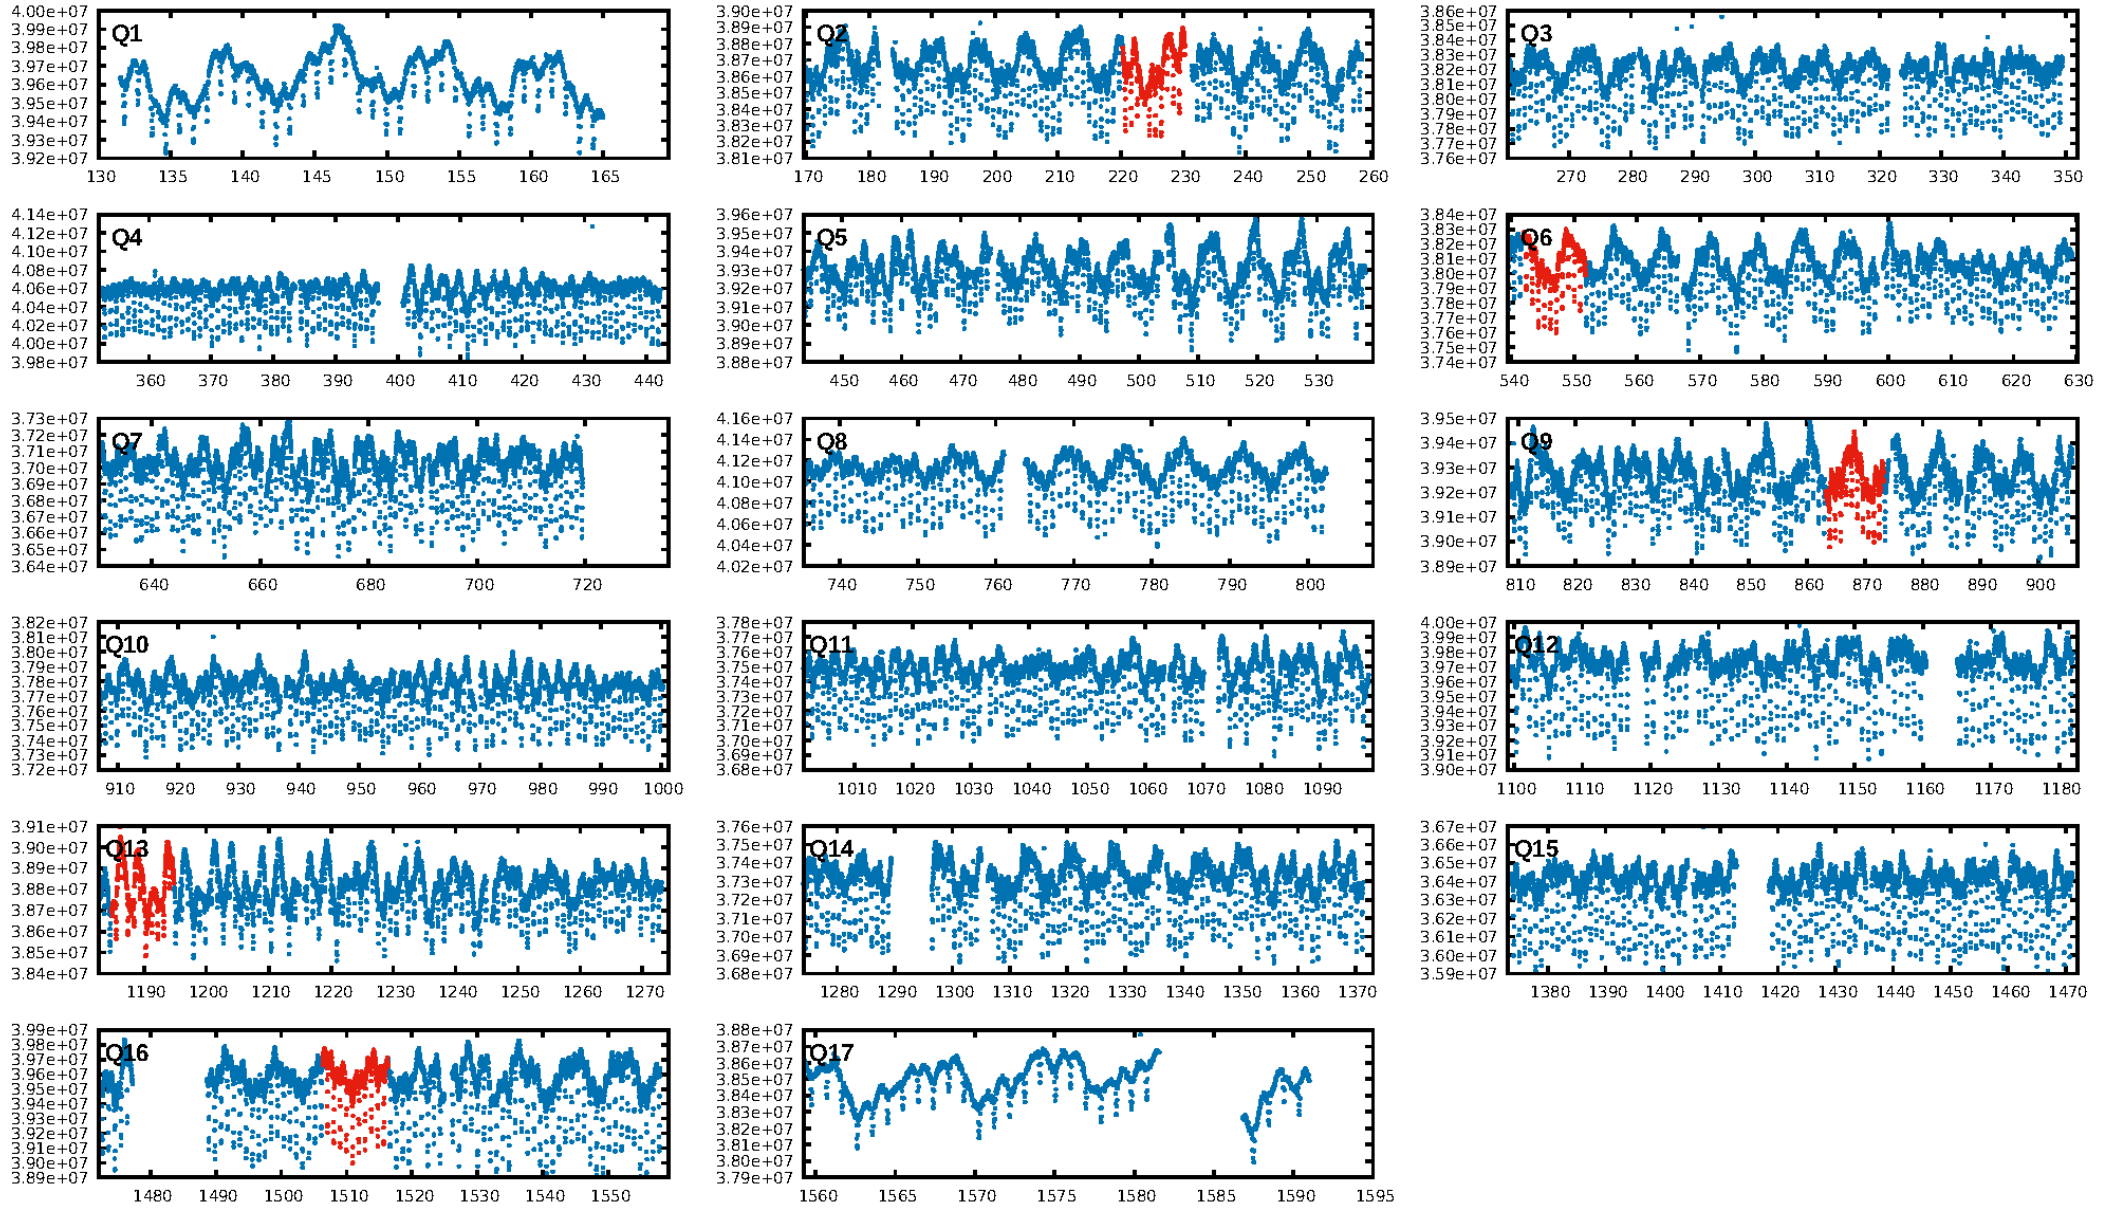 4.00e+07
Q1
3.99e+07
3.98e+07
3.97e+07
3.96e+07
3.95e+07
3.94e+07
3.93e+07
3.92e+07
130 135 140 145 150 155 160 165
3.90e+07
Q2
3.89e+07
3.88e+07
3.87e+07
3.86e+07
3.85e+07
3.84e+07
3.83e+07
3.82e+07
3.81e+07
170 180 190 200 210 220 230 240 250 260
3.86e+07
Q3
3.85e+07
3.84e+07
3.83e+07
3.82e+07
3.81e+07
3.80e+07
3.79e+07
3.78e+07
3.77e+07
3.76e+07
270 280 290 300 310 320 330 340 350
4.14e+07
Q4
4.12e+07
4.10e+07
4.08e+07
4.06e+07
4.04e+07
4.02e+07
4.00e+07
3.98e+07
360 370 380 390 400 410 420 430 440
3.96e+07
Q5
3.95e+07
3.94e+07
3.93e+07
3.92e+07
3.91e+07
3.90e+07
3.89e+07
3.88e+07
450 460 470 480 490 500 510 520 530
3.84e+07
Q6
3.83e+07
3.82e+07
3.81e+07
3.80e+07
3.79e+07
3.78e+07
3.77e+07
3.76e+07
3.75e+07
3.74e+07
540 550 560 570 580 590 600 610 620 630
3.73e+07
Q7
3.72e+07
3.71e+07
3.70e+07
3.69e+07
3.68e+07
3.67e+07
3.66e+07
3.65e+07
3.64e+07
640 660 680 700 720
4.16e+07
Q8
4.14e+07
4.12e+07
4.10e+07
4.08e+07
4.06e+07
4.04e+07
4.02e+07
740 750 760 770 780 790 800
3.95e+07
Q9
3.94e+07
3.93e+07
3.92e+07
3.91e+07
3.90e+07
3.89e+07
810 820 830 840 850 860 870 880 890 900
3.82e+07
Q10
3.81e+07
3.80e+07
3.79e+07
3.78e+07
3.77e+07
3.76e+07
3.75e+07
3.74e+07
3.73e+07
3.72e+07
910 920 930 940 950 960 970 980 990 1000
3.78e+07
Q11
3.77e+07
3.76e+07
3.75e+07
3.74e+07
3.73e+07
3.72e+07
3.71e+07
3.70e+07
3.69e+07
3.68e+07
1010 1020 1030 1040 1050 1060 1070 1080 1090
4.00e+07
Q12
3.99e+07
3.98e+07
3.97e+07
3.96e+07
3.95e+07
3.94e+07
3.93e+07
3.92e+07
3.91e+07
3.90e+07
1100 1110 1120 1130 1140 1150 1160 1170 1180
3.91e+07
Q13
3.90e+07
3.89e+07
3.88e+07
3.87e+07
3.86e+07
3.85e+07
3.84e+07
1190 1200 1210 1220 1230 1240 1250 1260 1270
3.76e+07
Q14
3.75e+07
3.74e+07
3.73e+07
3.72e+07
3.71e+07
3.70e+07
3.69e+07
3.68e+07
1280 1290 1300 1310 1320 1330 1340 1350 1360 1370
3.67e+07
Q15
3.66e+07
3.65e+07
3.64e+07
3.63e+07
3.62e+07
3.61e+07
3.60e+07
3.59e+07
1380 1390 1400 1410 1420 1430 1440 1450 1460 1470
3.99e+07
Q16
3.98e+07
3.97e+07
3.96e+07
3.95e+07
3.94e+07
3.93e+07
3.92e+07
3.91e+07
3.90e+07
3.89e+07
1480 1490 1500 1510 1520 1530 1540 1550
3.88e+07
Q17
3.87e+07
3.86e+07
3.85e+07
3.84e+07
3.83e+07
3.82e+07
3.81e+07
3.80e+07
3.79e+07
1560 1565 1570 1575 1580 1585 1590 1595